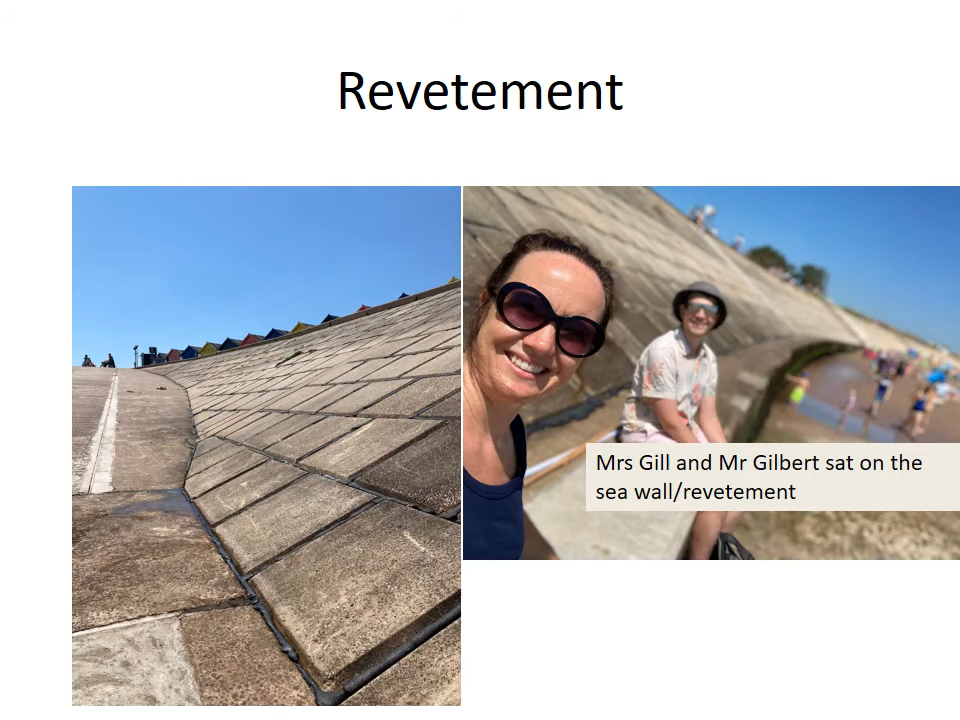 Revetement
Mrs Gill and Mr Gilbert sat on the
sea wall/revetement